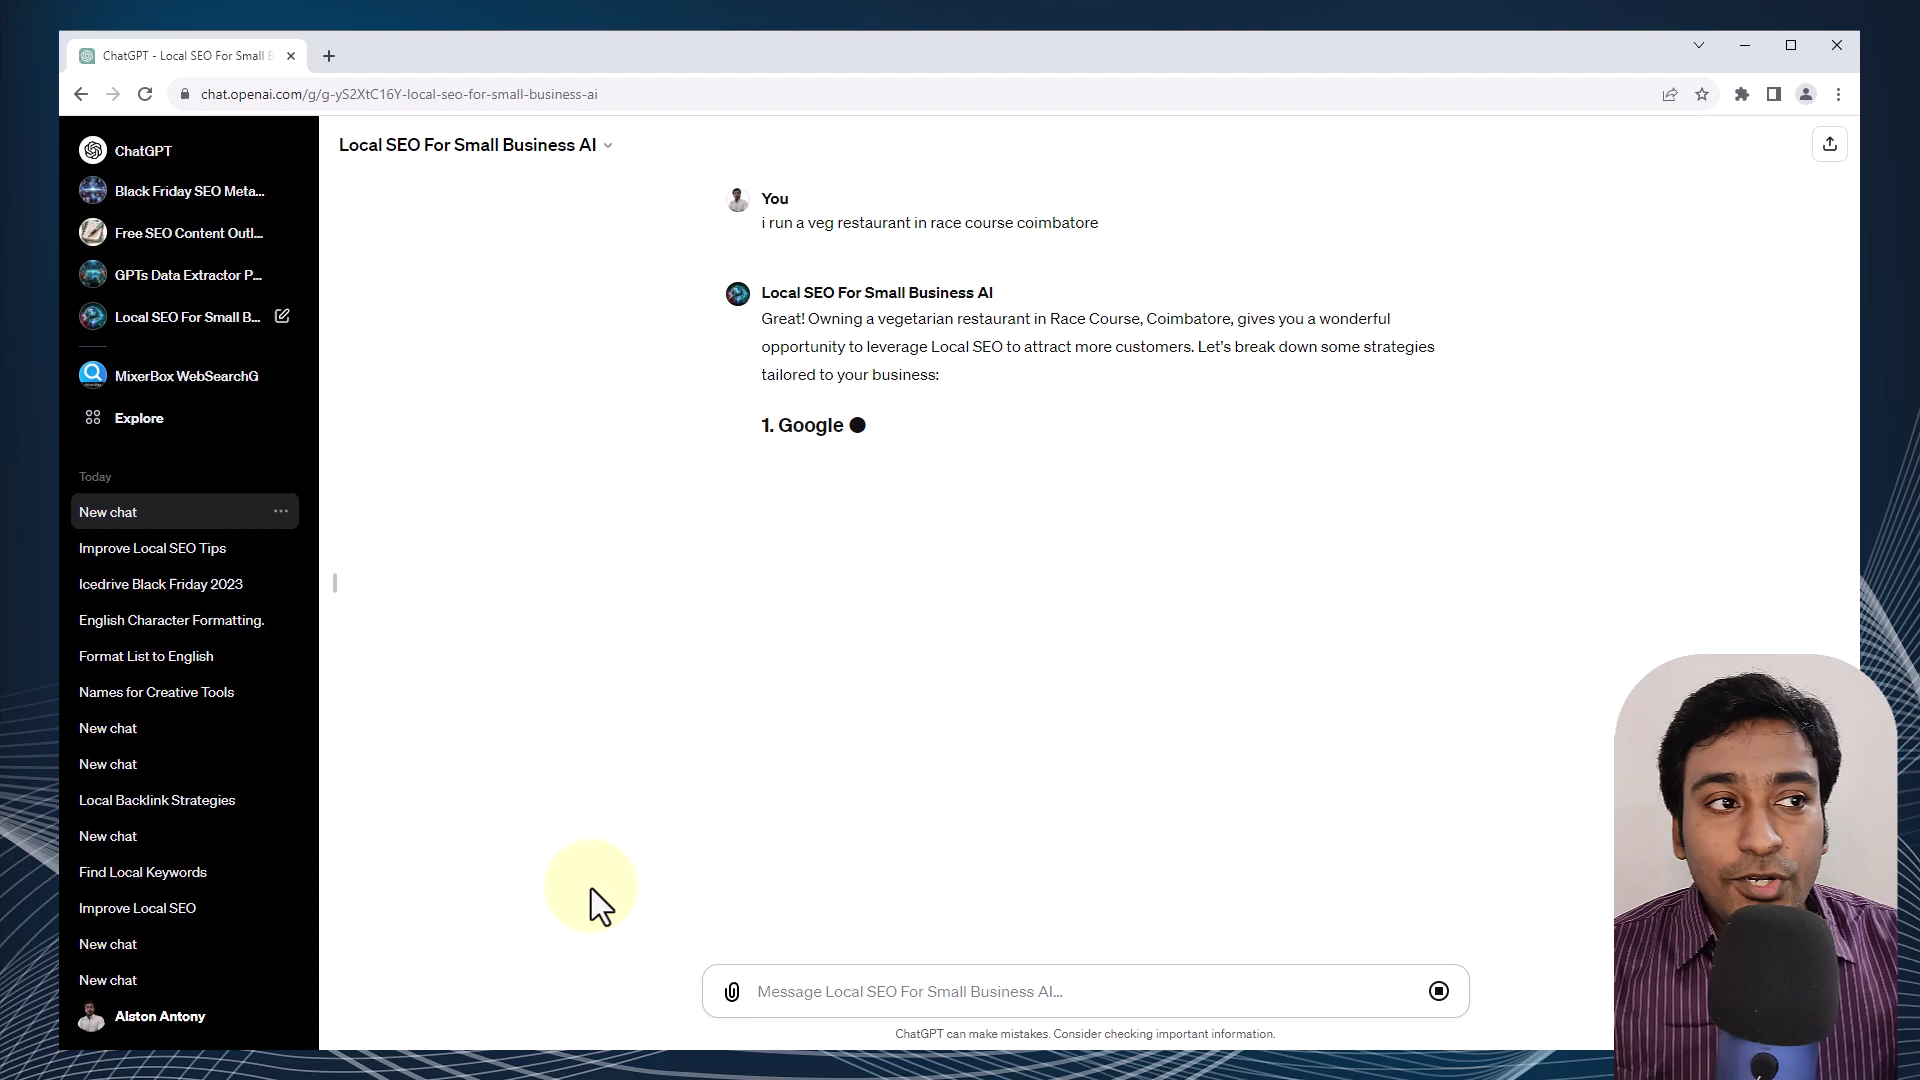 ChatGPT - Local SEO For Small B
chat.openai.com/g/g-yS2XtC16Y-local-seo-for-small-business-ai
ChatGPT
Black Friday SEO Meta...
Free SEO Content Outl...
GPTs Data Extractor P...
Local SEO For Small B...
MixerBox WebSearchG
Explore
Today
New chat
Improve Local SEO Tips
Icedrive Black Friday 2023
English Character Formatting.
Format List to English
Names for Creative Tools
New chat
New chat
Local Backlink Strategies
New chat
Find Local Keywords
Improve Local SEO
New chat
New chat
Alston Antony
Local SEO For Small Business AI
You
i run a veg restaurant in race course coimbatore
Local SEO For Small Business AI
Great! Owning a vegetarian restaurant in Race Course, Coimbatore, gives you a wonderful
opportunity to leverage Local SEO to attract more customers. Let's break down some strategies
tailored to your business:
1. Google
Message Local SEO For Small Business AI...
ChatGPT can make mistakes. Consider checking important information.